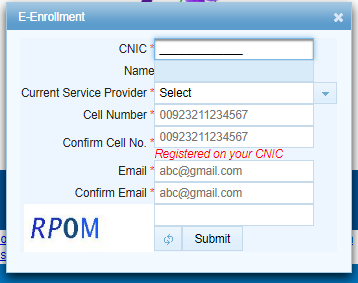 E-Enrollment
CNIC * _______________
Name
Current Service Provider * Select
Cell Number * 00923211234567
Confirm Cell No. * 00923211234567
Registered on your CNIC
Email * abc@gmail.com
Confirm Email * abc@gmail.com
RPOM
Submit